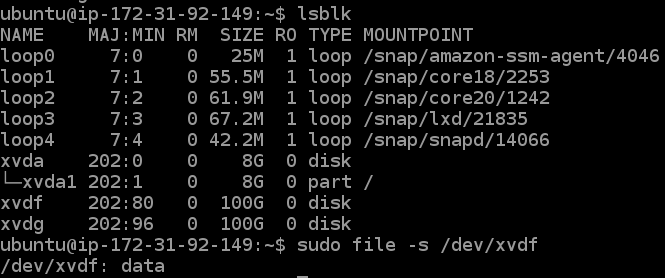 ubuntu@ip-172-31-92-149:~$ lsblk
NAME    MAJ:MIN RM  SIZE RO TYPE MOUNTPOINT
loop0     7:0    0   25M  1 loop /snap/amazon-ssm-agent/4046
loop1     7:1    0 55.5M  1 loop /snap/core18/2253
loop2     7:2    0 61.9M  1 loop /snap/core20/1242
loop3     7:3    0 67.2M  1 loop /snap/lxd/21835
loop4     7:4    0 42.2M  1 loop /snap/snapd/14066
xvda    202:0    0    8G  0 disk
└─xvda1 202:1    0    8G  0 part /
xvdf    202:80   0  100G  0 disk
xvdg    202:96   0  100G  0 disk
ubuntu@ip-172-31-92-149:~$ sudo file -s /dev/xvdf
/dev/xvdf: data